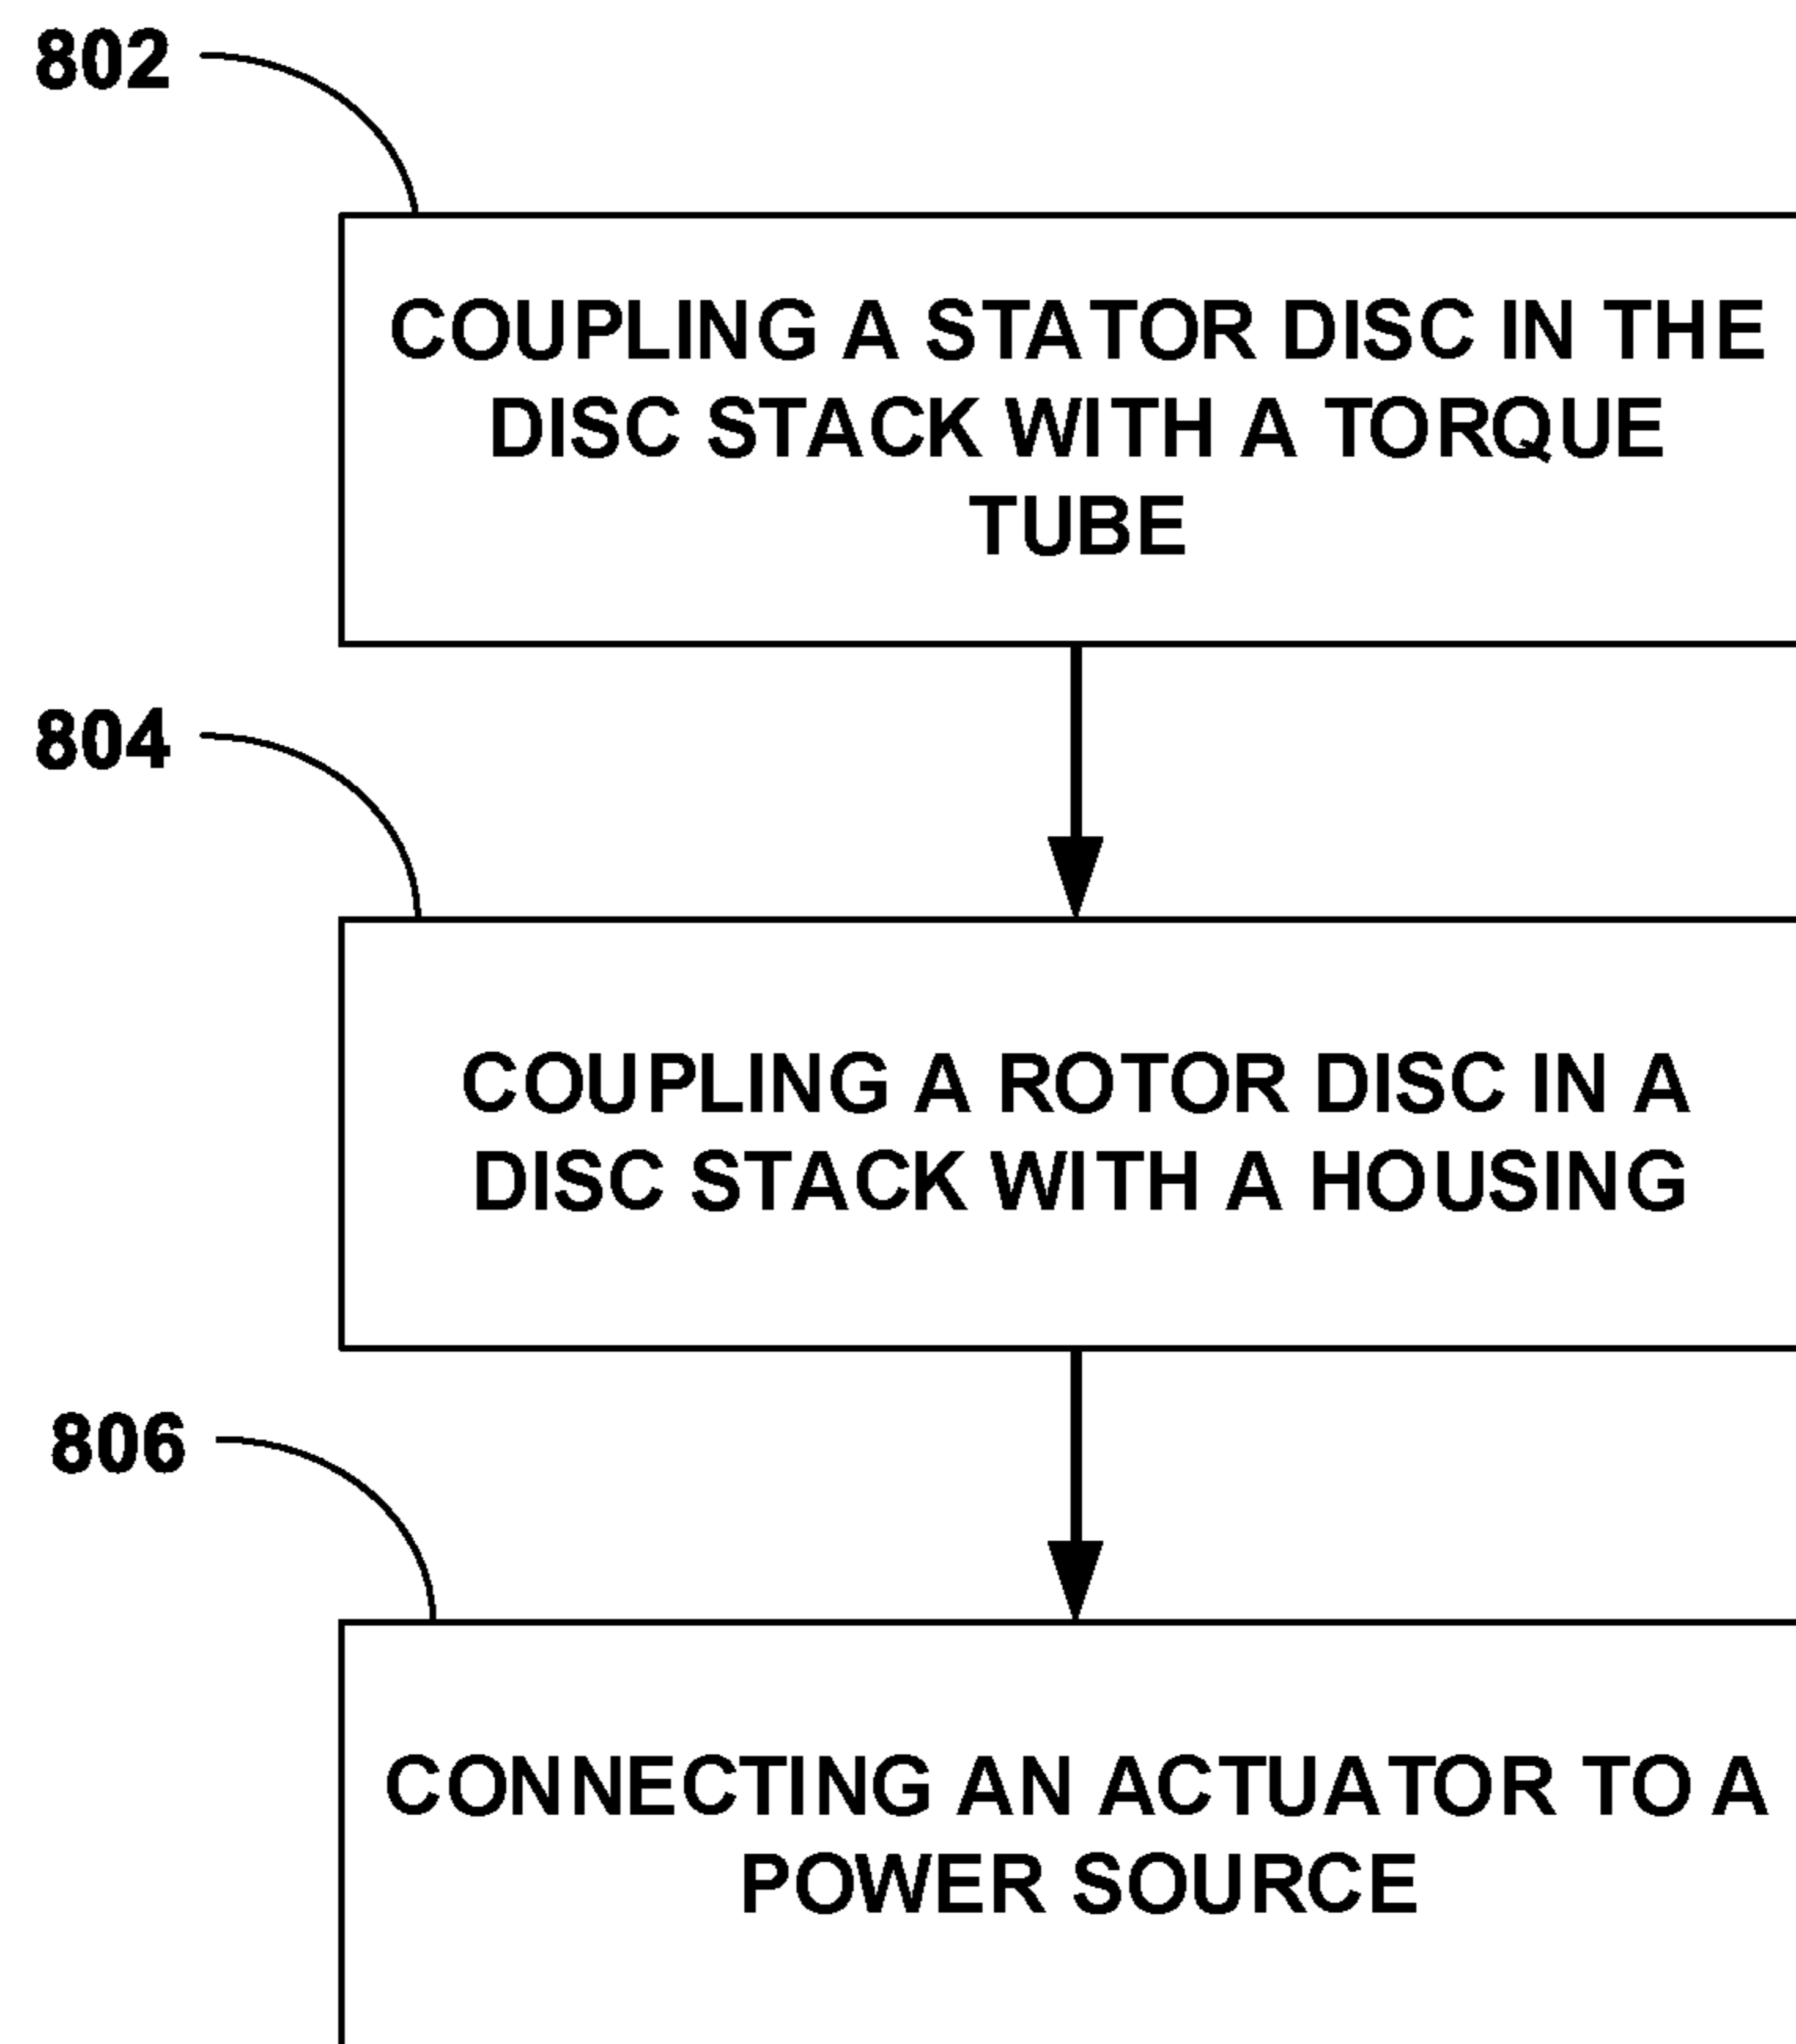 802
COUPLING A STATOR DISC IN THE
DISC STACK WITH A TORQUE
TUBE
804
COUPLING A ROTOR DISC IN A
DISC STACK WITH A HOUSING
806
CONNECTING AN ACTUATOR TO A
POWER SOURCE